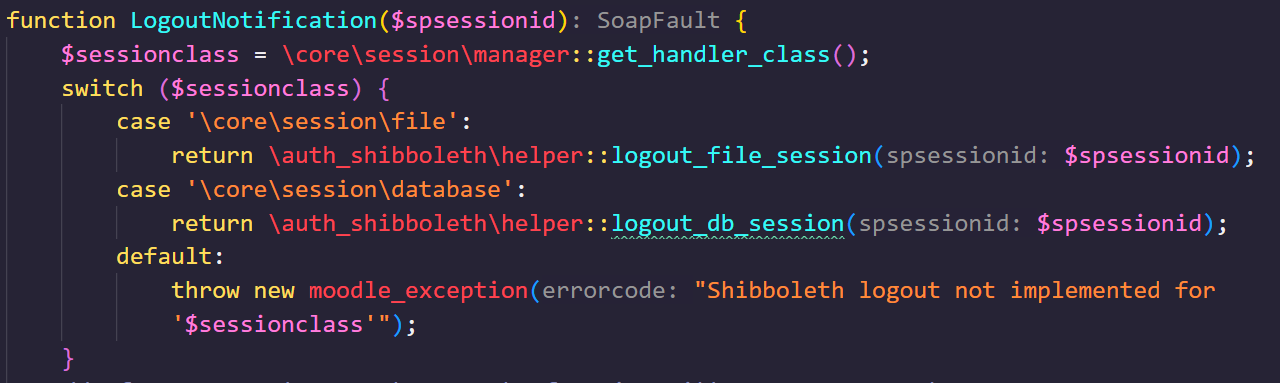 function LogoutNotification($spsessionid): SoapFault {
    $sessionclass = \core\session\manager::get_handler_class();
    switch ($sessionclass) {
        case '\core\session\file':
            return \auth_shibboleth\helper::logout_file_session(spsessionid: $spsessionid);
        case '\core\session\database':
            return \auth_shibboleth\helper::logout_db_session(spsessionid: $spsessionid);
        default:
            throw new moodle_exception(errorcode: "Shibboleth logout not implemented for
            '$sessionclass'");
    }